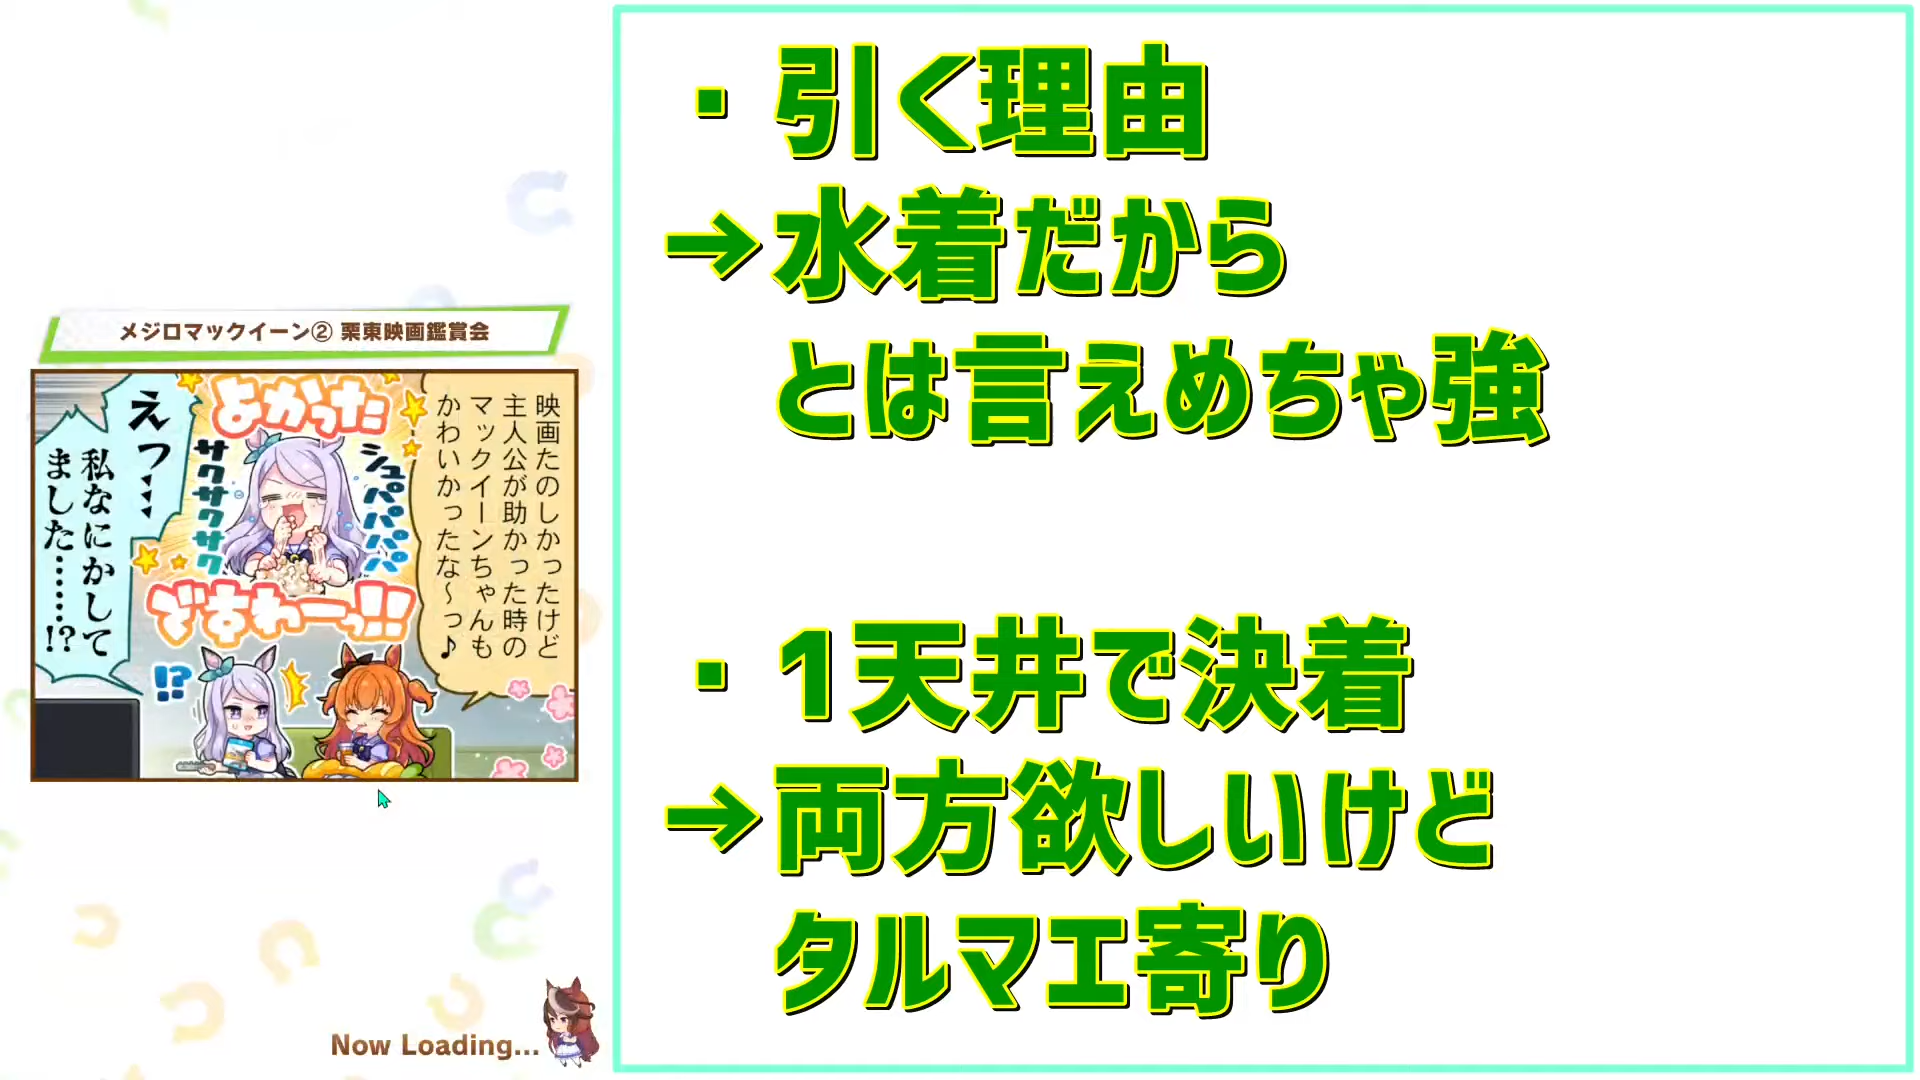 メジロマックイーン② 栗東映画鑑賞会
映画たのしかったけど
主人公が助かった時の
マックイーンちゃんも
かわいかったな～っ♪
よかった
ですわーっ!!
シュパパパパ
サクサクサク
えっ…
私なにかして
ました……!?
!?
Now Loading...
・引く理由
→水着だから
とは言えめちゃ強
・1天井で決着
→両方欲しいけど
タルマエ寄り